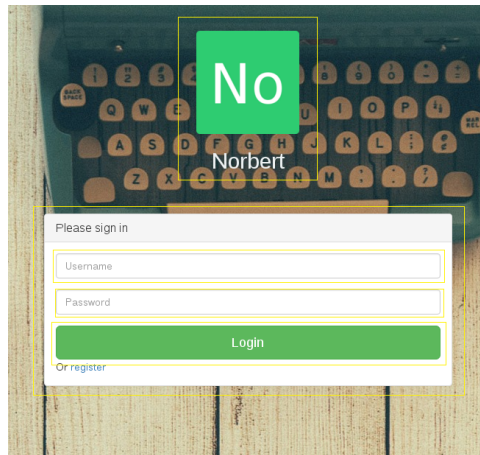 No
Norbert
Please sign in
Username
Password
Login
Or register